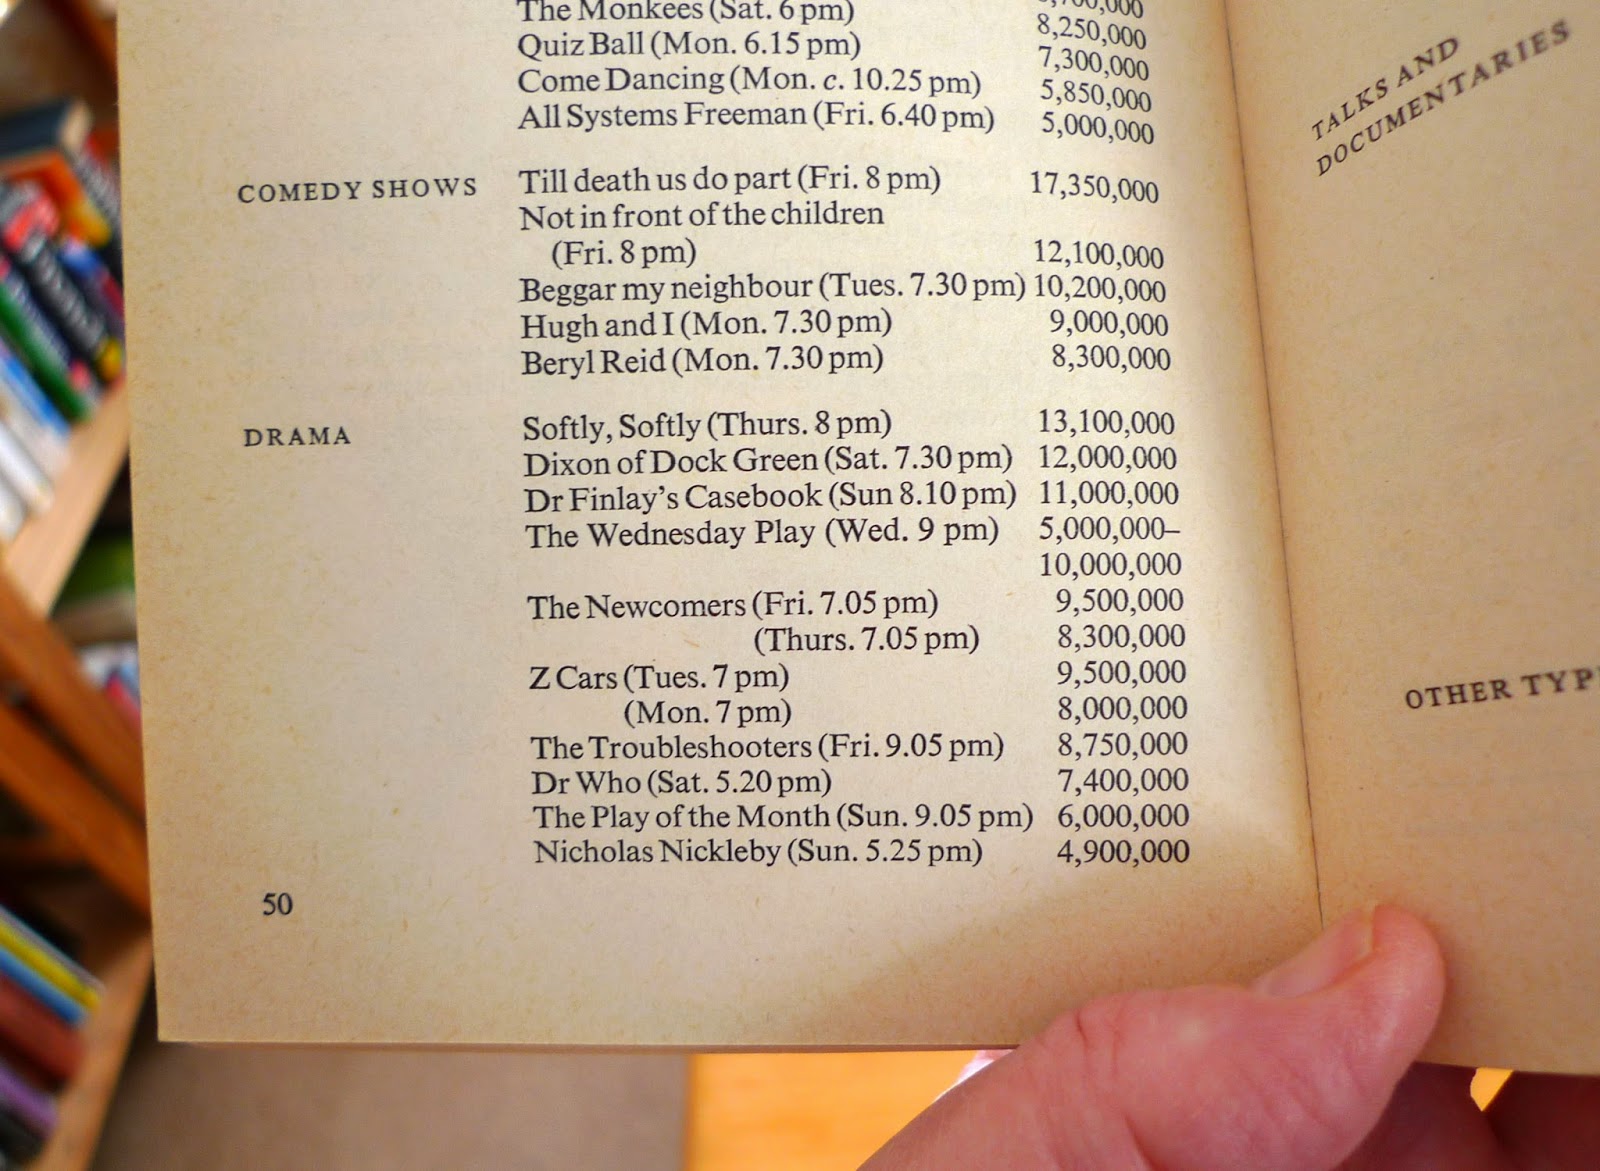 The Monkees (Sat. 6 pm)
Quiz Ball (Mon. 6.15 pm) 8,250,000
Come Dancing (Mon. c. 10.25 pm) 7,300,000
All Systems Freeman (Fri. 6.40 pm) 5,850,000
5,000,000
COMEDY SHOWS Till death us do part (Fri. 8 pm) 17,350,000
Not in front of the children
(Fri. 8 pm) 12,100,000
Beggar my neighbour (Tues. 7.30 pm) 10,200,000
Hugh and I (Mon. 7.30 pm) 9,000,000
Beryl Reid (Mon. 7.30 pm) 8,300,000
DRAMA Softly, Softly (Thurs. 8 pm) 13,100,000
Dixon of Dock Green (Sat. 7.30 pm) 12,000,000
Dr Finlay's Casebook (Sun 8.10 pm) 11,000,000
The Wednesday Play (Wed. 9 pm) 5,000,000–
10,000,000
The Newcomers (Fri. 7.05 pm) 9,500,000
(Thurs. 7.05 pm) 8,300,000
Z Cars (Tues. 7 pm) 9,500,000
(Mon. 7 pm) 8,000,000
The Troubleshooters (Fri. 9.05 pm) 8,750,000
Dr Who (Sat. 5.20 pm) 7,400,000
The Play of the Month (Sun. 9.05 pm) 6,000,000
Nicholas Nickleby (Sun. 5.25 pm) 4,900,000
50
TALKS AND
DOCUMENTARIES
OTHER TYP